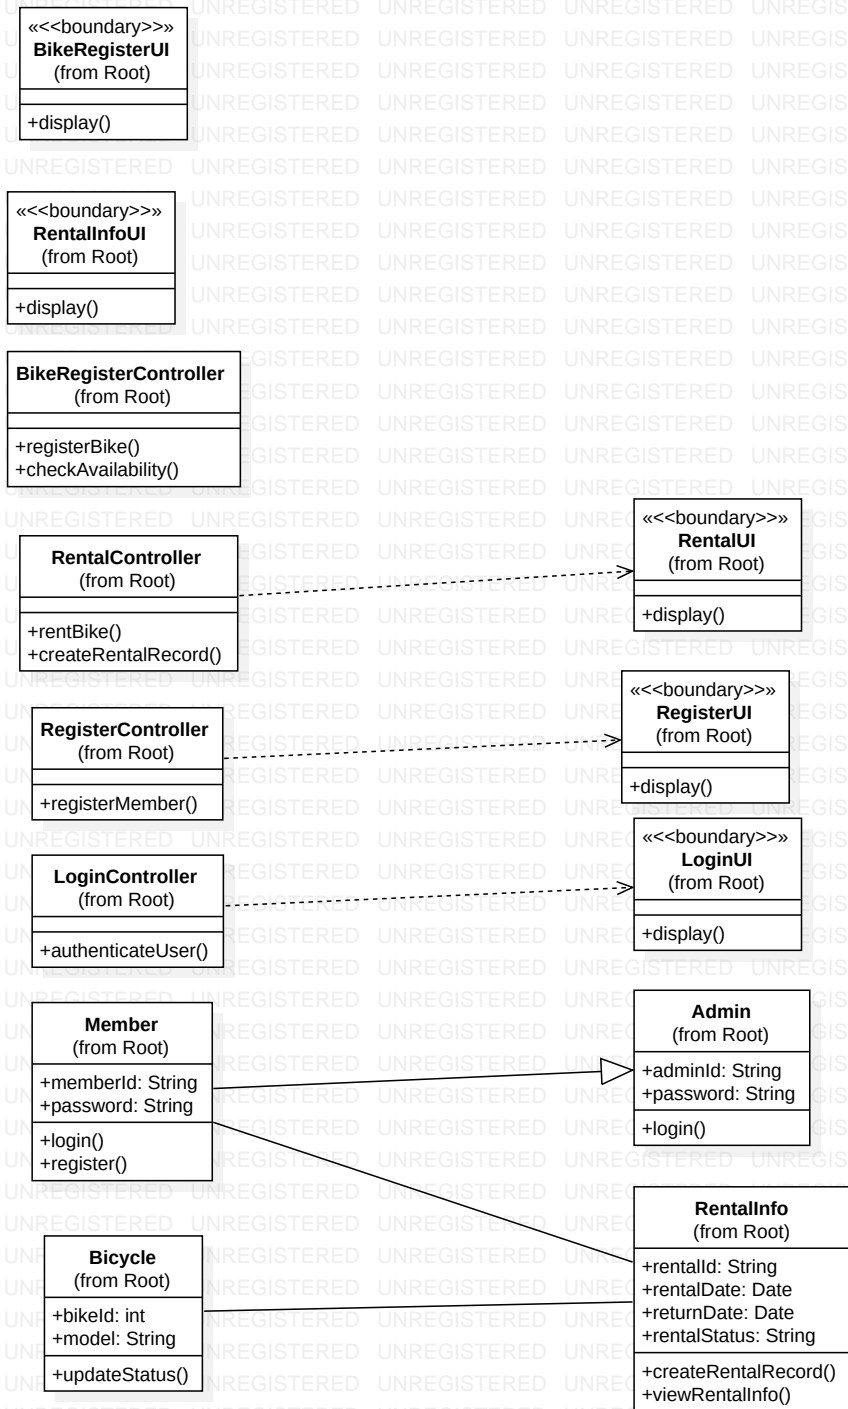 «<<boundary>>»
BikeRegisterUI
(from Root)
+display()
«<<boundary>>»
RentalInfoUI
(from Root)
+display()
BikeRegisterController
(from Root)
+registerBike()
+checkAvailability()
«<<boundary>>»
RentalUI
(from Root)
+display()
RentalController
(from Root)
+rentBike()
+createRentalRecord()
«<<boundary>>»
RegisterUI
(from Root)
+display()
RegisterController
(from Root)
+registerMember()
«<<boundary>>»
LoginUI
(from Root)
+display()
LoginController
(from Root)
+authenticateUser()
Member
(from Root)
+memberId: String
+password: String
+login()
+register()
Admin
(from Root)
+adminId: String
+password: String
+login()
RentalInfo
(from Root)
+rentalId: String
+rentalDate: Date
+returnDate: Date
+rentalStatus: String
+createRentalRecord()
+viewRentalInfo()
Bicycle
(from Root)
+bikeId: int
+model: String
+updateStatus()
UNREGISTERED